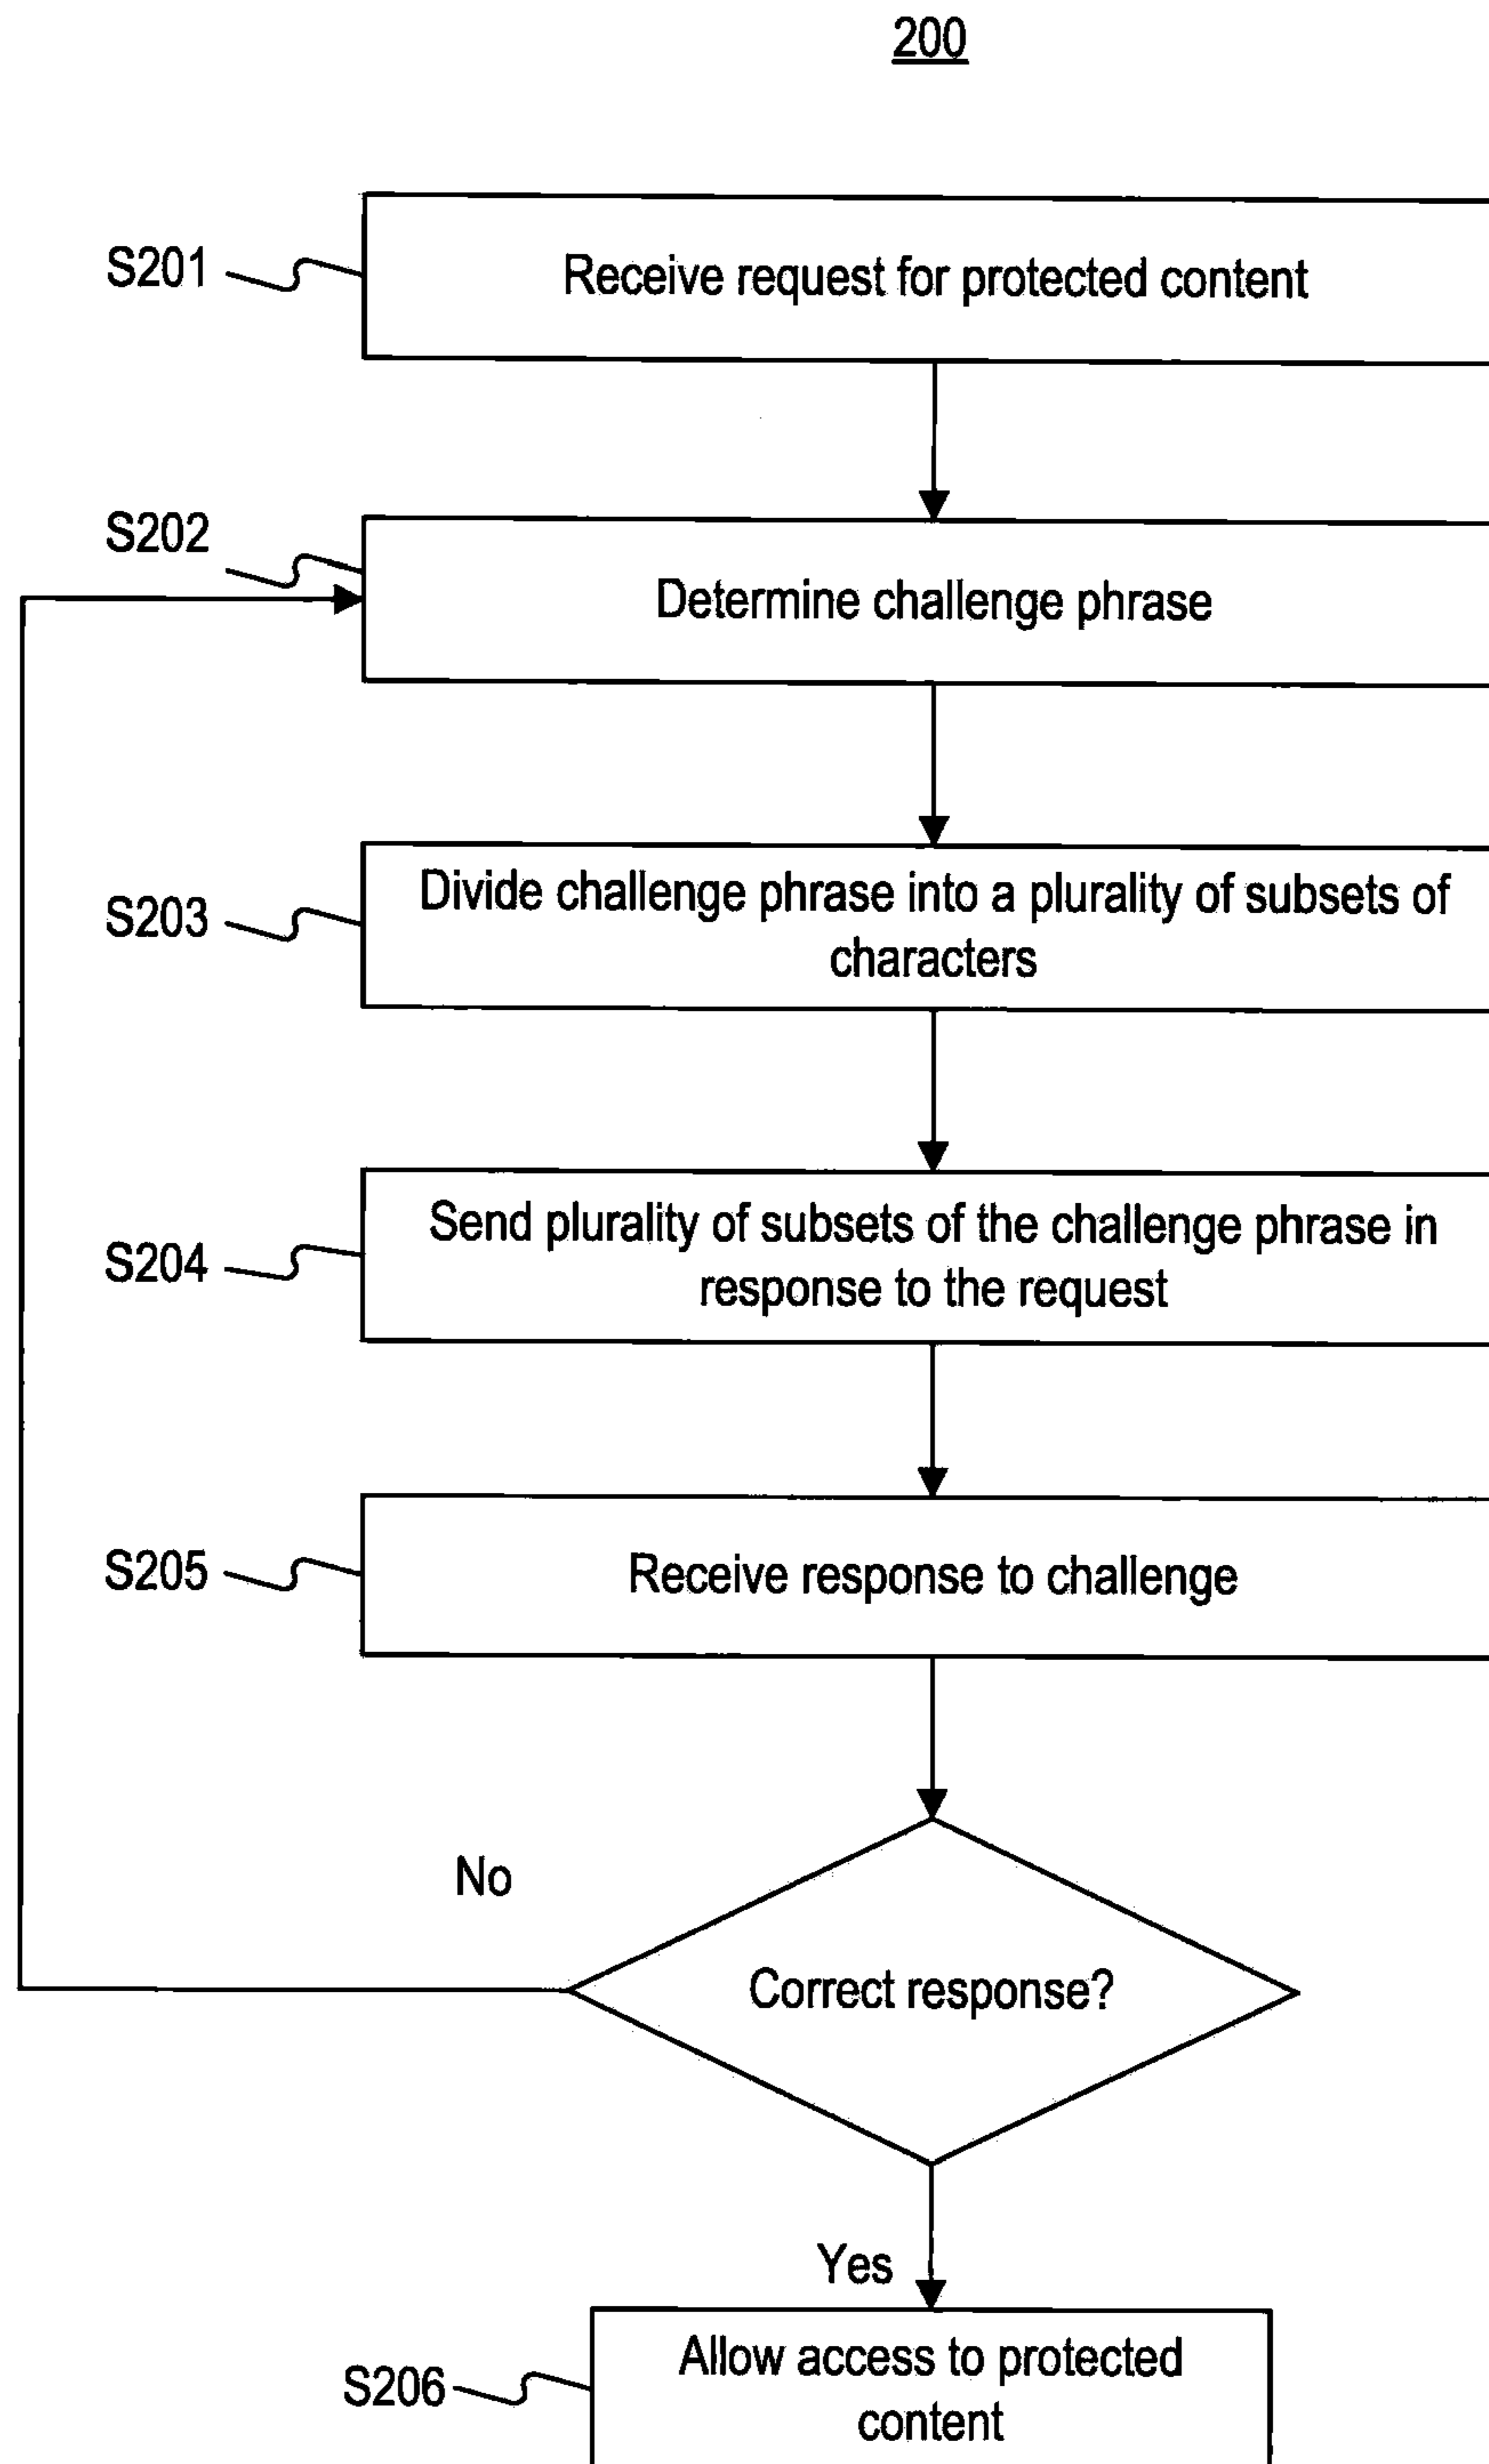 200
S201
Receive request for protected content
S202
Determine challenge phrase
S203
Divide challenge phrase into a plurality of subsets of
characters
S204
Send plurality of subsets of the challenge phrase in
response to the request
S205
Receive response to challenge
No
Correct response?
Yes
S206
Allow access to protected
content